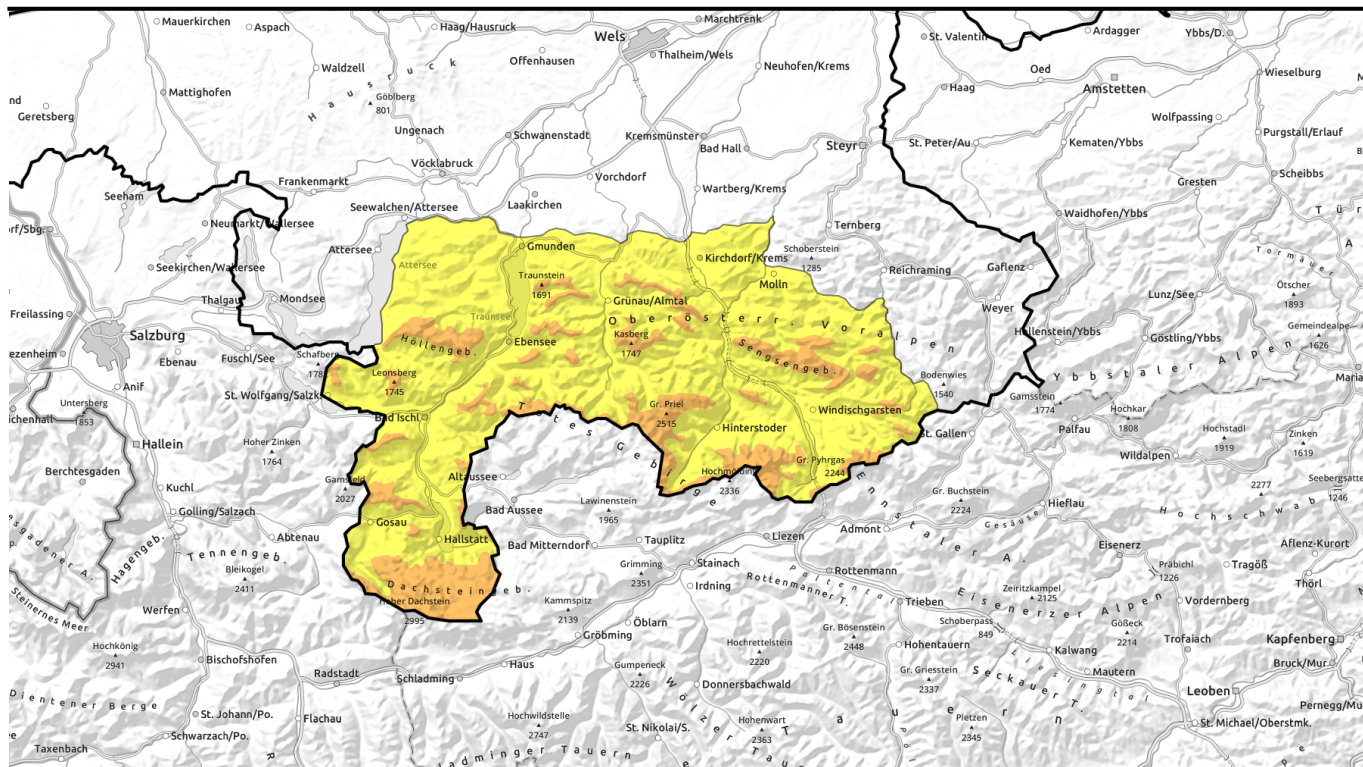 Mauerkirchen
Aspach
Haag/Hausruck
Marchtrenk
Wels
Thalheim/Wels
St. Valentin
Ardagger
Ybbs/D.
Waldzell
Offenhausen
Neuhofen/Krems
Oed
Wieselburg
Mattighofen
Hausruck
Göblberg
801
Haag
Amstetten
Geretsberg
Ungenach
Schwanenstadt
Kremsmünster
Bad Hall
Steyr
St. Peter/Au
Kematen/Ybbs
Wolfpassing
Purgstall/Erlauf
Vöcklabruck
Vorchdorf
Wartberg/Krems
Scheibbs
Seeham
Frankenmarkt
Laakirchen
Gresten
Neumarkt/Wallersee
Seewalchen/Attersee
Ternberg
Waidhofen/Ybbs
Attersee
Gmunden
Schoberstein
1285
Kirchdorf/Krems
Molln
Reichraming
Gaflenz
Tormäuer
Seekirchen/Wallersee
Attersee
Traunstein
1691
Ötscher
1893
Thalgau
Mondsee
Traunsee
Grünau/Almtal
Weyer
Lunz/See
Freilassing
Salzburg
Oberösterr. Voralpen
Hollenstein/Ybbs
Göstling/Ybbs
Gemeindealpe
1626
Ebenau
Fuschl/See
Schafberg
Höllengeb.
Ebensee
Kasberg
1747
Sengsengeb.
Ybbstaler Alpen
Anif
Leonsberg
1745
Bodenwies
1540
Untersberg
1853
St. Wolfgang/Salzk.
Gr. Priel
2515
Windischgarsten
Gamsstein
1774
Hochkar
1808
Hallein
Bad Ischl
Totes Gebirge
Hinterstoder
St. Gallen
Palfau
Hochstadl
1919
Zinken
1619
Hoher Zinken
1764
Wildalpen
Berchtesgaden
Gamsfeld
2027
Altaussee
Hochmölbing
2336
Gr. Pyhrgas
2244
Kuchl
Lawinenstein
1965
Gr. Buchstein
2224
2277
Golling/Salzach
Gosau
Bad Aussee
Ennstaler A.
Hieflau
Hochschwab
1246
Hagengeb.
Abtenau
Hallstatt
Bad Mitterndorf
Tauplitz
Liezen
Admont
Gesäuse
Eisenerz
Aflenz-Kurort
Tennengeb.
Bleikogel
2411
Grimming
2351
Stainach
Rottenmann
Präbichl
1226
Tragöß
Steinernes Meer
Dachsteingeb.
Hoher Dachstein
2995
Kammspitz
2139
Irdning
Rottenmanner T.
Paltental
Zeiritzkampel
2125
Thörl
Werfen
Öblarn
Trieben
Eisenerzer Alpen
Vordernberg
Hochkönig
2941
Gröbming
Hochrettelstein
2220
Gr. Bösenstein
2448
Schoberpass
849
Gößeck
2214
Trofaiach
Kapfenberg
Bischofshofen
Haus
Hohentauern
Kalwang
Bruck/Mur
Radstadt
Schladming
Gumpeneck
2226
Donnersbachwald
Gr. Griesstein
2337
Liesingtal
Mautern
Dientener Berge
Seckauer T.
Leoben
St. Johann/Po.
Flachau
Hochwildstelle
2747
St. Nikolai/S.
Wölzer
Hohenwart
2363
Pletzen
2345
St. Michael/Oberstmk.
Schwarzach/Po.
Taxenbach